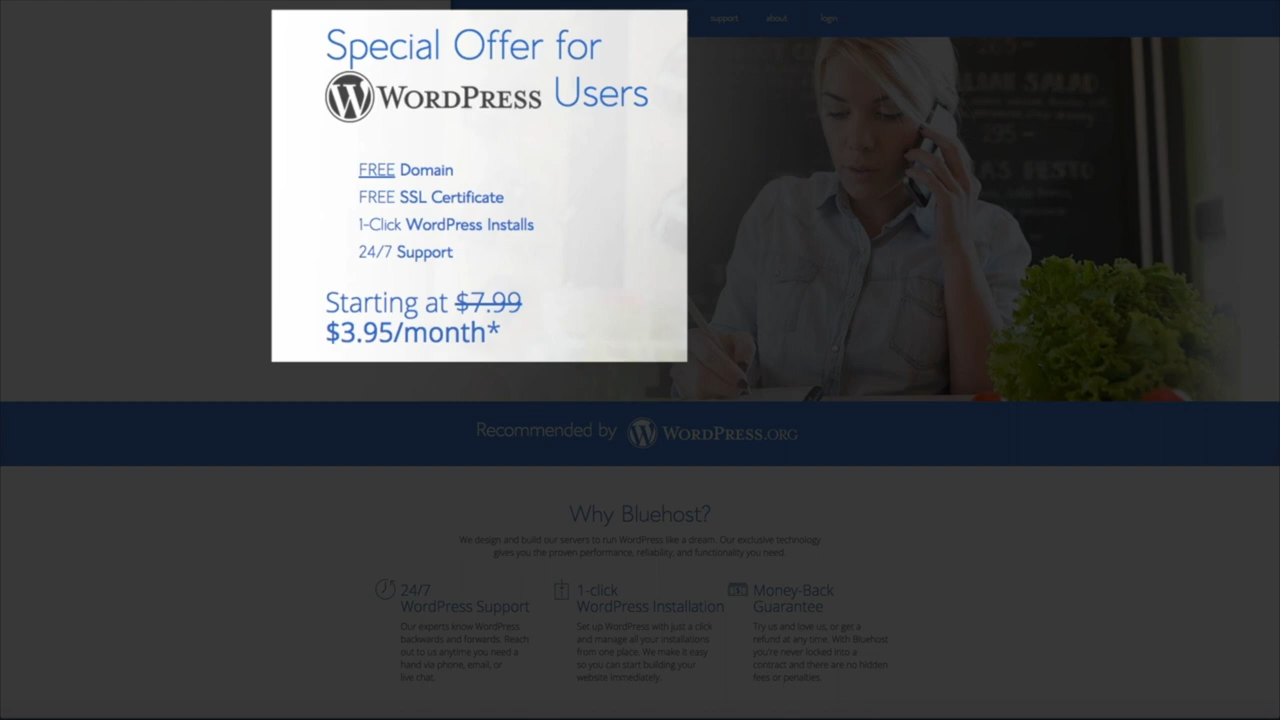 support about login
Special Offer for
WORDPRESS Users
FREE Domain
FREE SSL Certificate
1-Click WordPress Installs
24/7 Support
Starting at $7.99
$3.95/month*
Recommended by WORDPRESS.ORG
Why Bluehost?
We design and build our servers to run WordPress like a dream. Our exclusive technology
gives you the proven performance, reliability, and functionality you need
24/7
WordPress Support
Our experts know WordPress
backwards and forwards. Reach
out to us anytime you need a
hand via phone, email, or
live chat.
1-click
WordPress Installation
Set up WordPress with just a click
and manage all your installations
from one place. We make it easy
so you can start building your
website immediately.
Money-Back
Guarantee
Try us and love us, or get a
refund at any time. With Bluehost
you're never locked into a
contract and there are no hidden
fees or penalties.